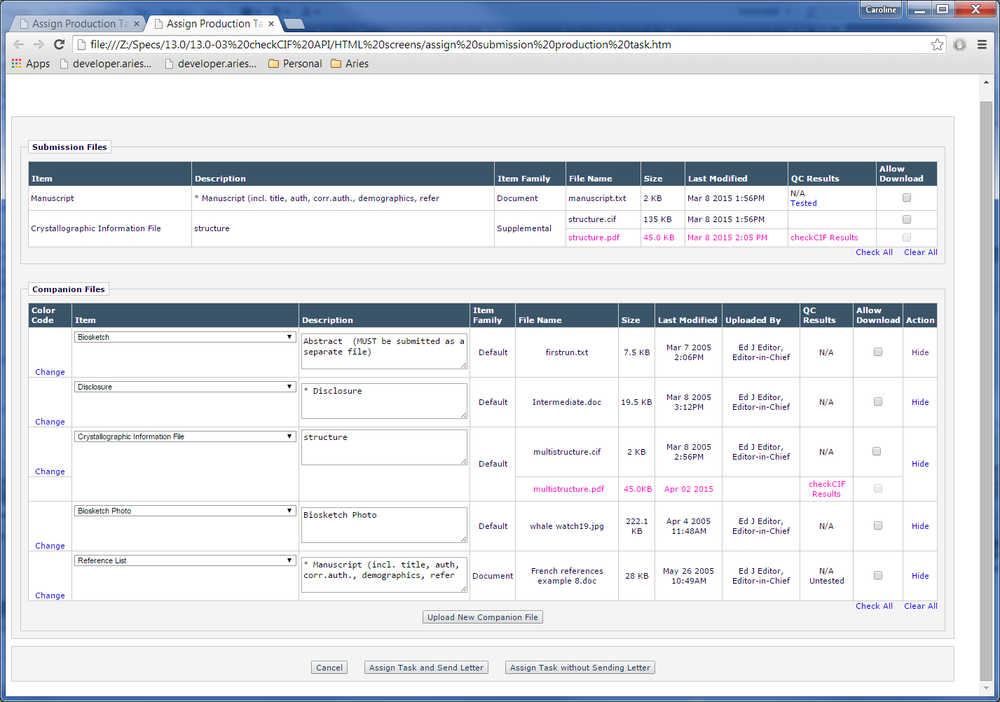 Caroline
Assign Production Ta
Assign Production Ta
file:///Z:/Specs/13.0/13.0-03%20checkCIF%20API/HTML%20screens/assign%20submission%20production%20task.htm
Apps developer.aries... developer.aries... Personal Aries
Submission Files
Item Description Item Family File Name Size Last Modified QC Results Allow Download
Manuscript * Manuscript (incl. title, auth, corr.auth., demographics, refer Document manuscript.txt 2 KB Mar 8 2015 1:56PM N/A
Tested
Crystallographic Information File structure Supplemental structure.cif 135 KB Mar 8 2015 1:56PM
structure.pdf 45.0 KB Mar 8 2015 2:05 PM checkCIF Results
Check All Clear All
Companion Files
Color Code Item Description Item Family File Name Size Last Modified Uploaded By QC Results Allow Download Action
Biosketch
Abstract (MUST be submitted as a
separate file)
Default firstrun.txt 7.5 KB Mar 7 2005 2:06PM Ed J Editor, Editor-in-Chief N/A Hide
Change
Disclosure
* Disclosure
Default Intermediate.doc 19.5 KB Mar 8 2005 3:12PM Ed J Editor, Editor-in-Chief N/A Hide
Change
Crystallographic Information File
structure
Default multistructure.cif 2 KB Mar 8 2005 2:56PM Ed J Editor, Editor-in-Chief N/A Hide
Change
multistructure.pdf 45.0KB Apr 02 2015 checkCIF Results
Biosketch Photo
Biosketch Photo
Default whale watch19.jpg 222.1 KB Apr 4 2005 11:48AM Ed J Editor, Editor-in-Chief N/A Hide
Change
Reference List
* Manuscript (incl. title, auth,
corr.auth., demographics, refer
Document French references example 8.doc 28 KB May 26 2005 10:49AM Ed J Editor, Editor-in-Chief N/A Untested Hide
Change
Check All Clear All
Upload New Companion File
Cancel Assign Task and Send Letter Assign Task without Sending Letter